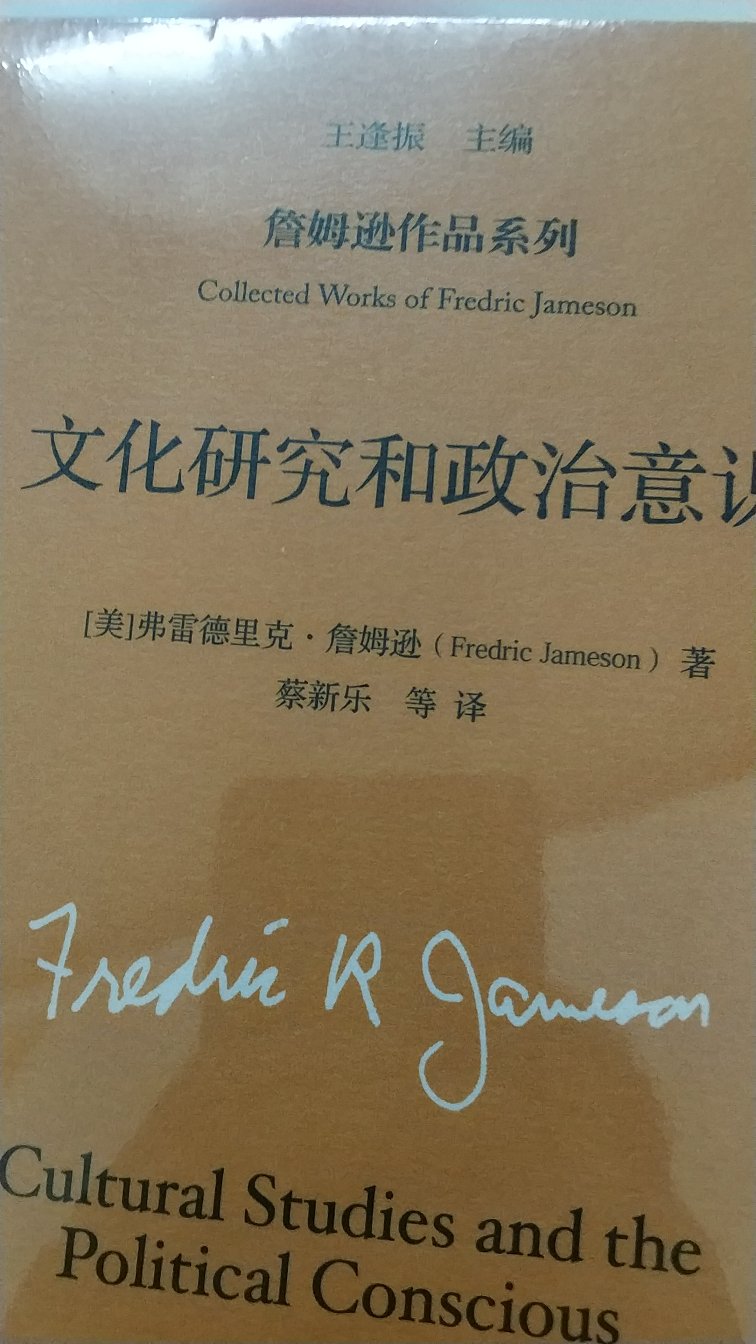 王逢振 主编
詹姆逊作品系列
Collected Works of Fredric Jameson
文化研究和政治意识
[美]弗雷德里克·詹姆逊（Fredric Jameson）著
蔡新乐 等 译
Fredric R Jameson
Cultural Studies and the
Political Conscious